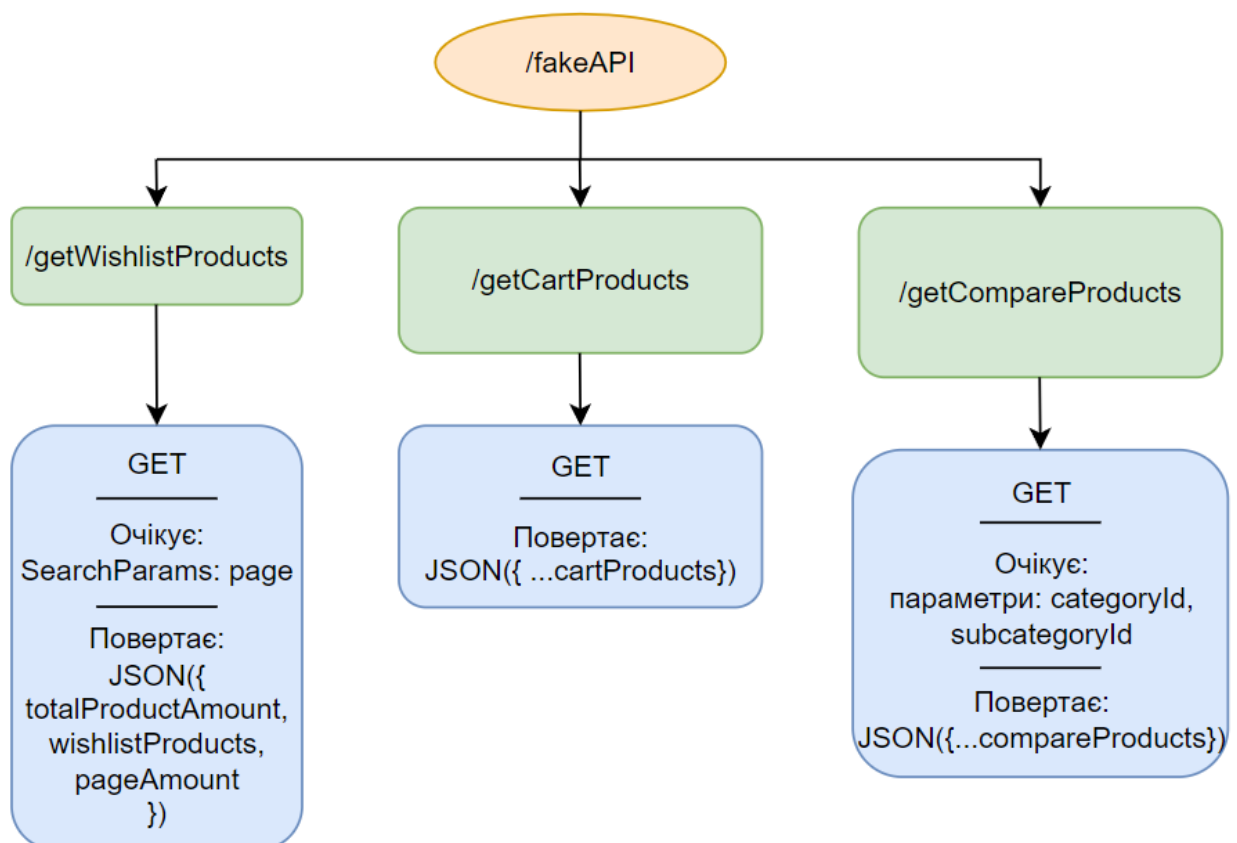 /fakeAPI
/getWishlistProducts
/getCartProducts
/getCompareProducts
GET
Очікує:
SearchParams: page
Повертає:
JSON({
totalProductAmount,
wishlistProducts,
pageAmount
})
GET
Повертає:
JSON({ ...cartProducts})
GET
Очікує:
параметри: categoryId,
subcategoryId
Повертає:
JSON({...compareProducts})